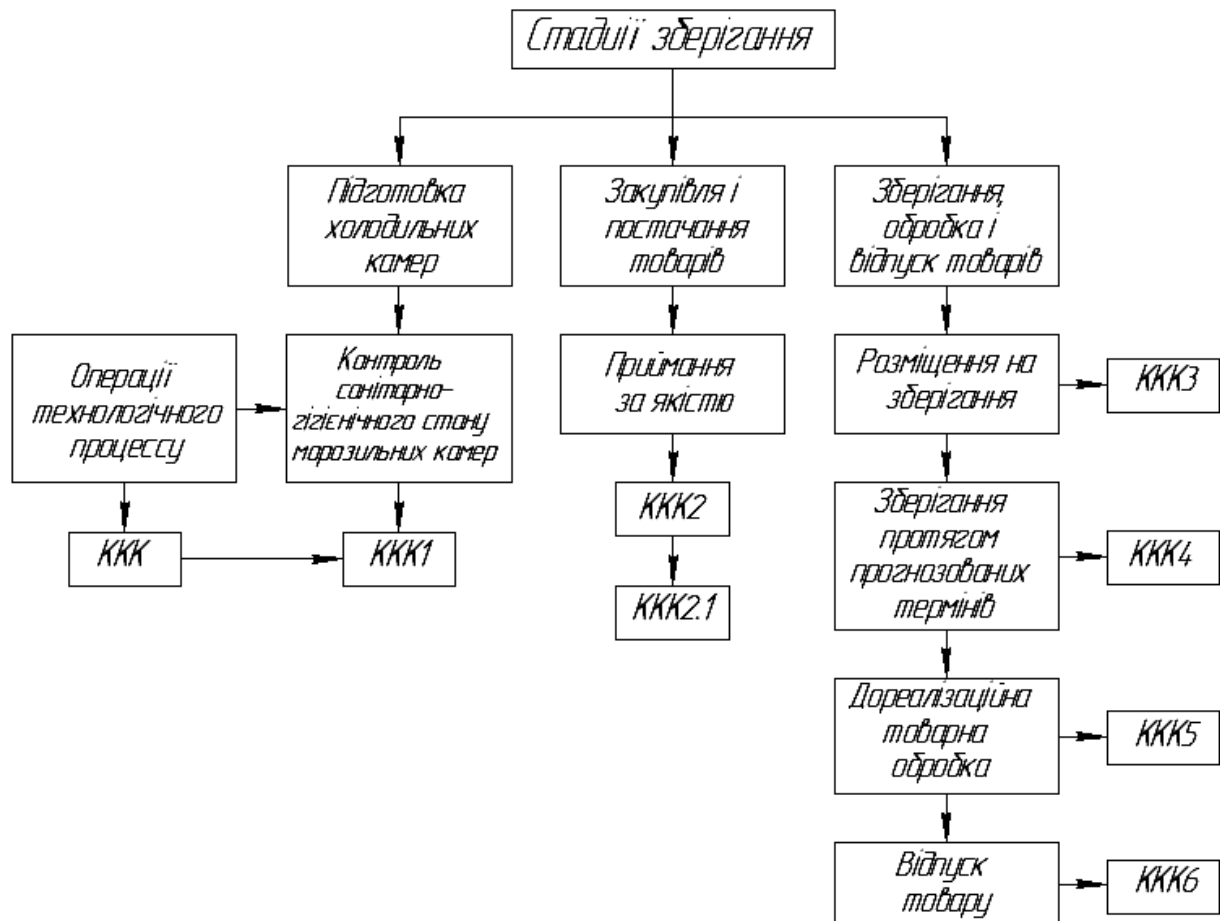 Стадиії зберігання
Підготовка
холодильних
камер
Закупівля і
постачання
товарів
Зберігання,
обробка і
відпуск товарів
Операції
технологічного
процессу
Контроль
санітарно-
гігієнічного стану
морозильних камер
Приймання
за якістю
Розміщення на
зберігання
ККК3
ККК
ККК1
ККК2
ККК2.1
Зберігання
протягом
прогнозованих
термінів
ККК4
Дореалізаційна
товарна
обробка
ККК5
Відпуск
товару
ККК6